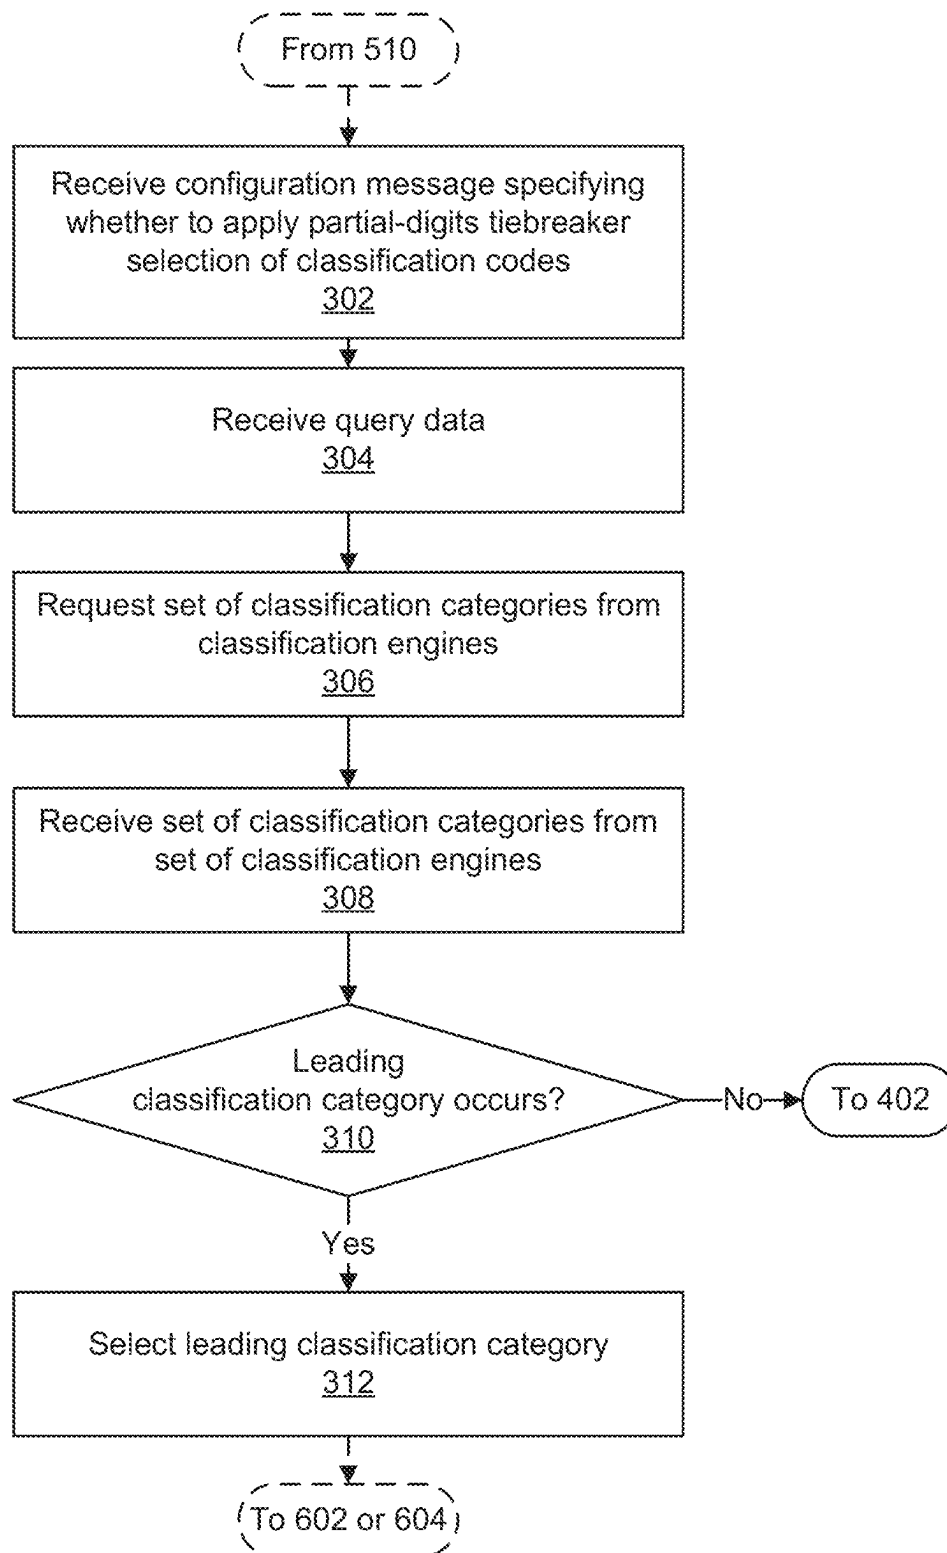 From 510
Receive configuration message specifying
whether to apply partial-digits tiebreaker
selection of classification codes
302
Receive query data
304
Request set of classification categories from
classification engines
306
Receive set of classification categories from
set of classification engines
308
Leading
classification category occurs?
310
No
To 402
Yes
Select leading classification category
312
To 602 or 604